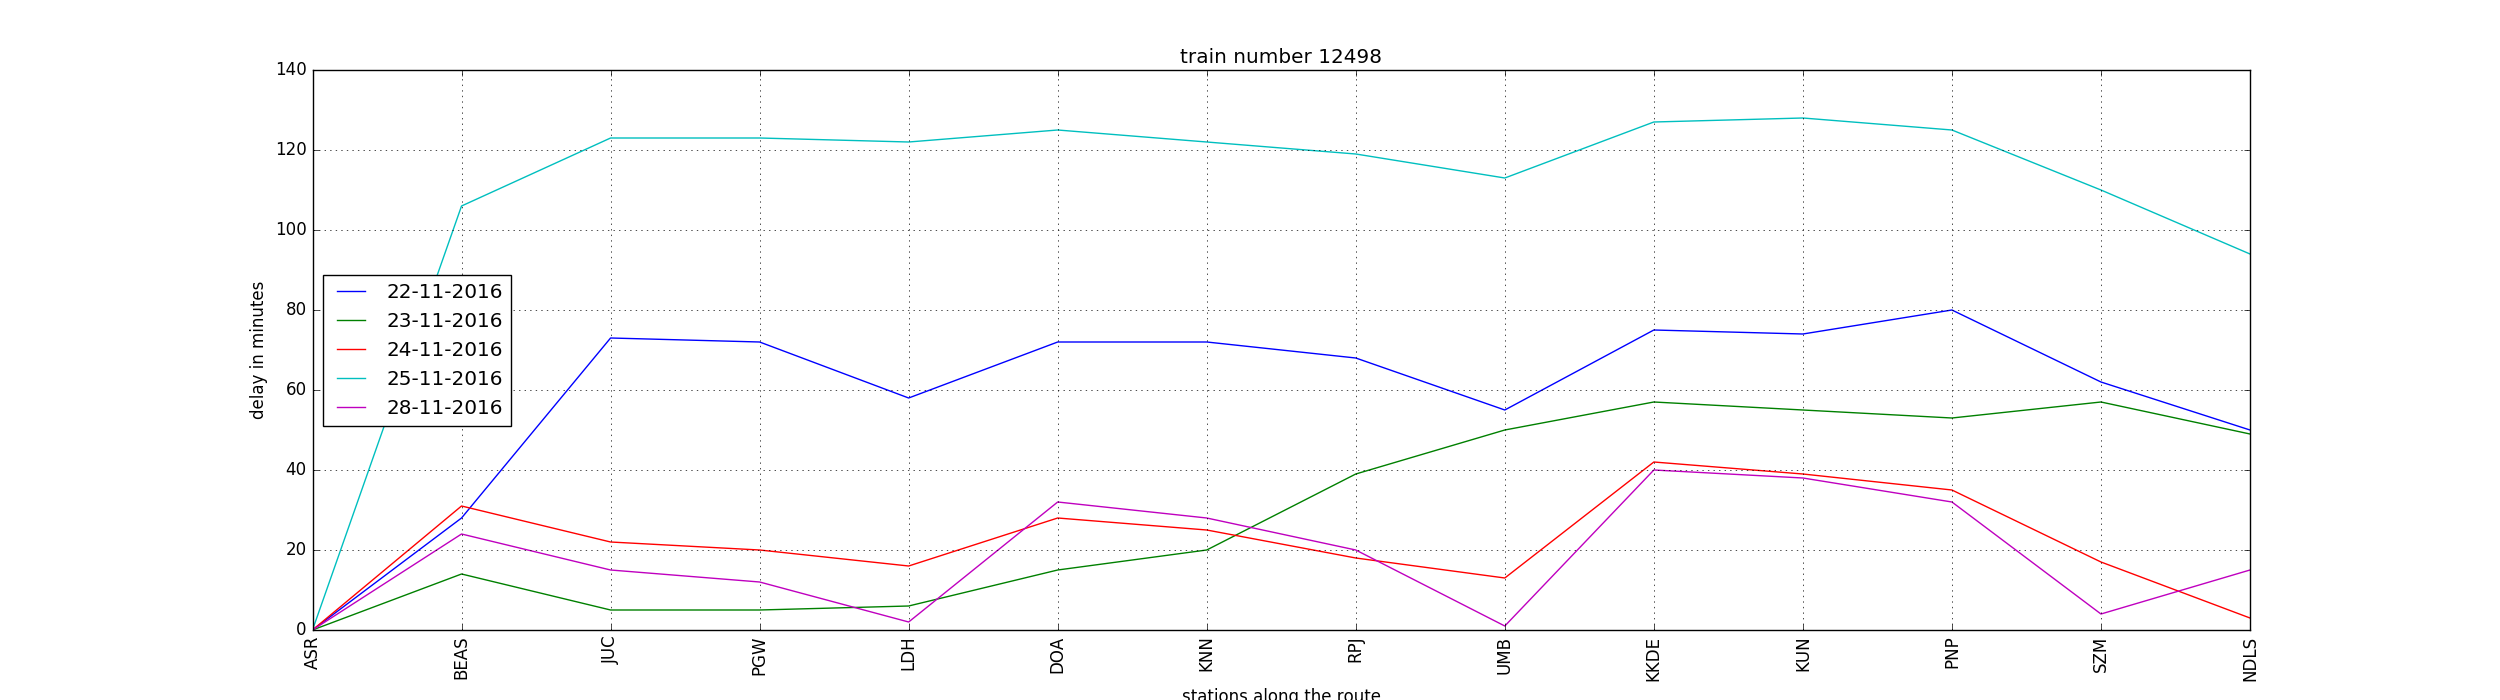 train number 12498
140
120
100
80
60
40
20
0
delay in minutes
22-11-2016
23-11-2016
24-11-2016
25-11-2016
28-11-2016
ASR
BEAS
JUC
PGW
LDH
DOA
KNN
RPJ
UMB
KKDE
KUN
PNP
SZM
NDLS
stations along the route